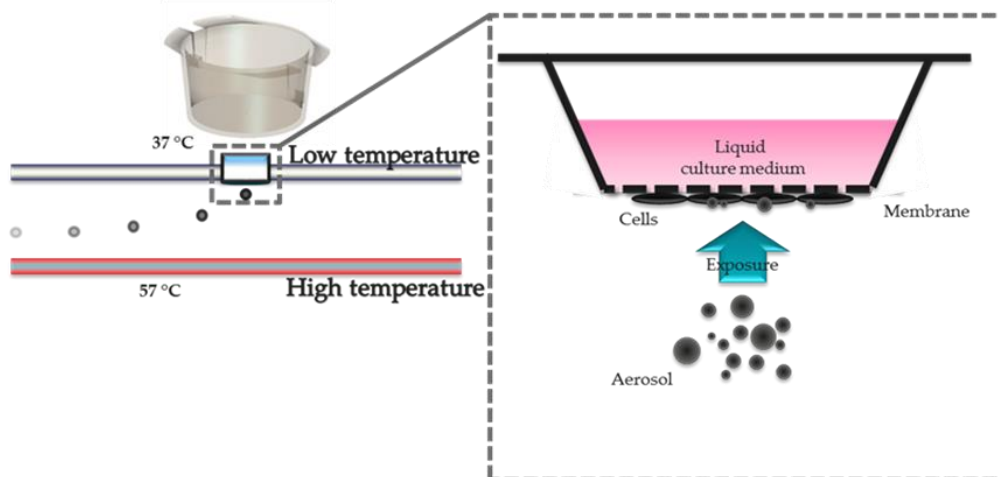 37 °C
Low temperature
57 °C
High temperature
Liquid
culture medium
Cells
Membrane
Exposure
Aerosol